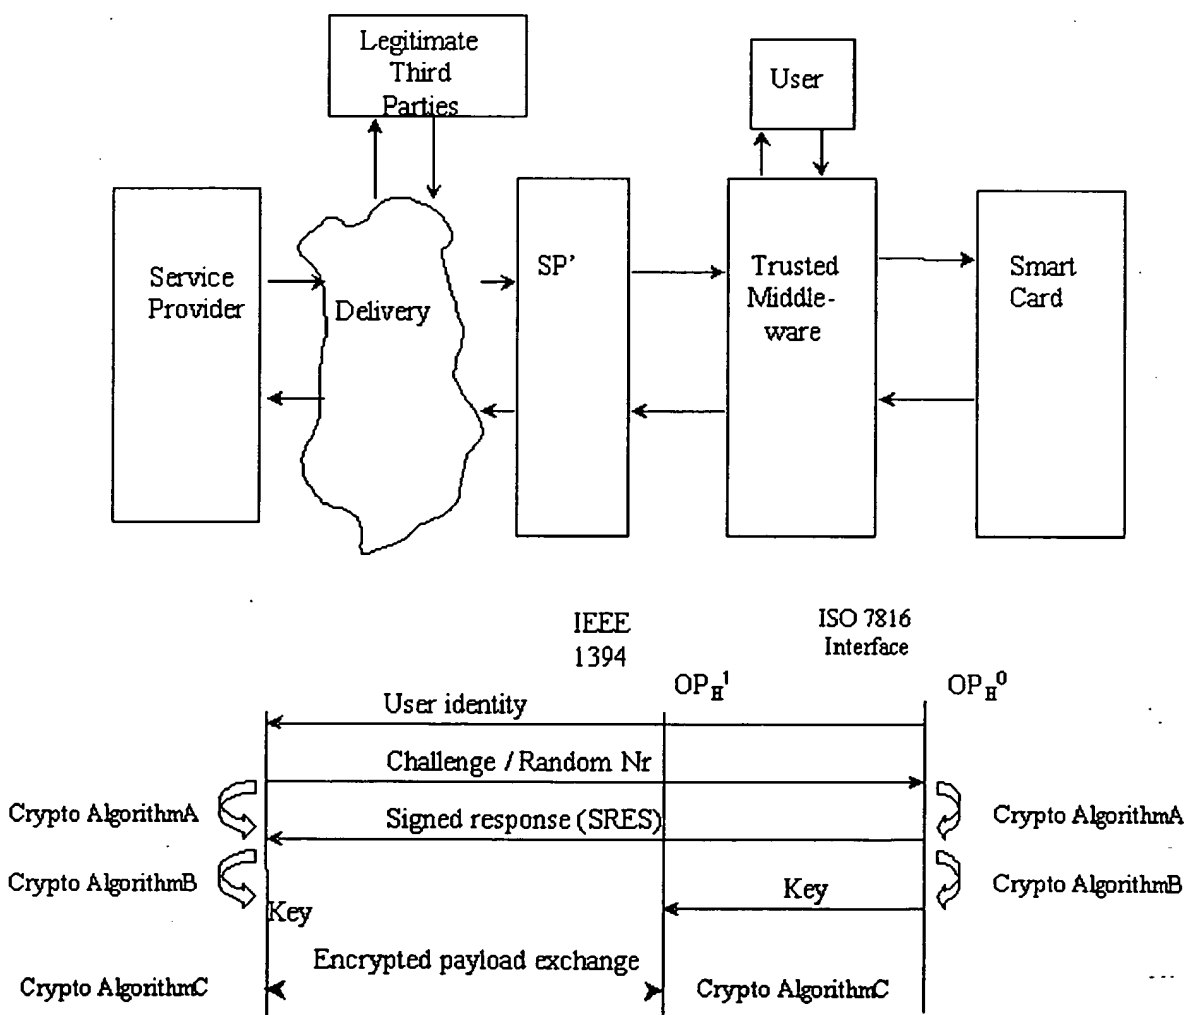 Legitimate
Third
Parties
User
Service
Provider
Delivery
SP’
Trusted
Middle-
ware
Smart
Card
IEEE
1394
ISO 7816
Interface
OP_H^1
OP_H^0
User identity
Challenge / Random Nr
Crypto AlgorithmA
Signed response (SRES)
Crypto AlgorithmA
Crypto AlgorithmB
Key
Key
Crypto AlgorithmB
Encrypted payload exchange
Crypto AlgorithmC
Crypto AlgorithmC